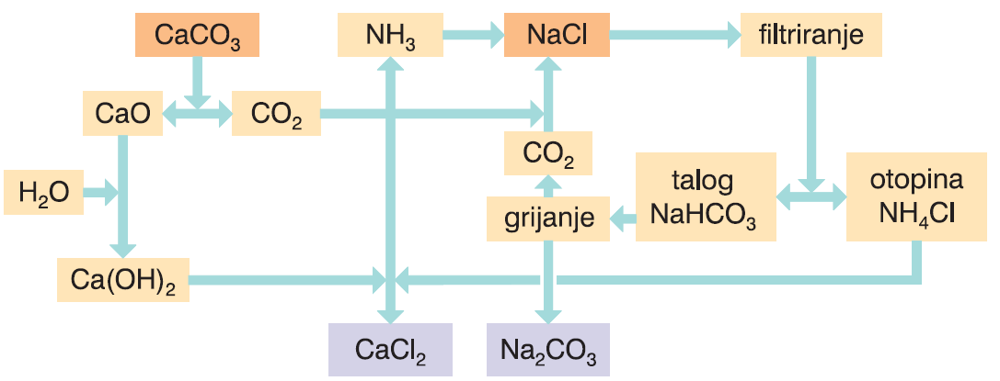 CaCO₃
NH₃
NaCl
filtriranje
CaO
CO₂
CO₂
H₂O
talog
NaHCO₃
otopina
NH₄Cl
grijanje
Ca(OH)₂
CaCl₂
Na₂CO₃